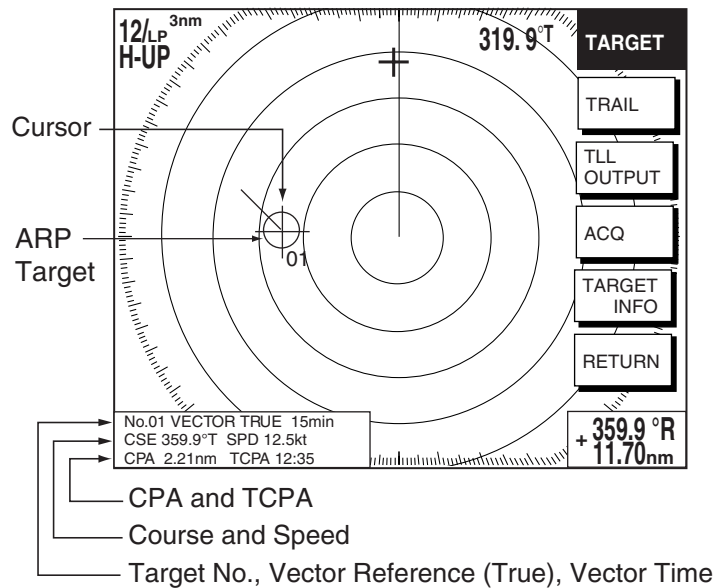 12/LP 3nm
H-UP
319. 9°T
TARGET
TRAIL
TLL
OUTPUT
ACQ
TARGET
INFO
RETURN
Cursor
ARP
Target
01
No.01 VECTOR TRUE 15min
CSE 359.9°T SPD 12.5kt
CPA 2.21nm TCPA 12:35
+ 359.9 °R
11.70nm
CPA and TCPA
Course and Speed
Target No., Vector Reference (True), Vector Time